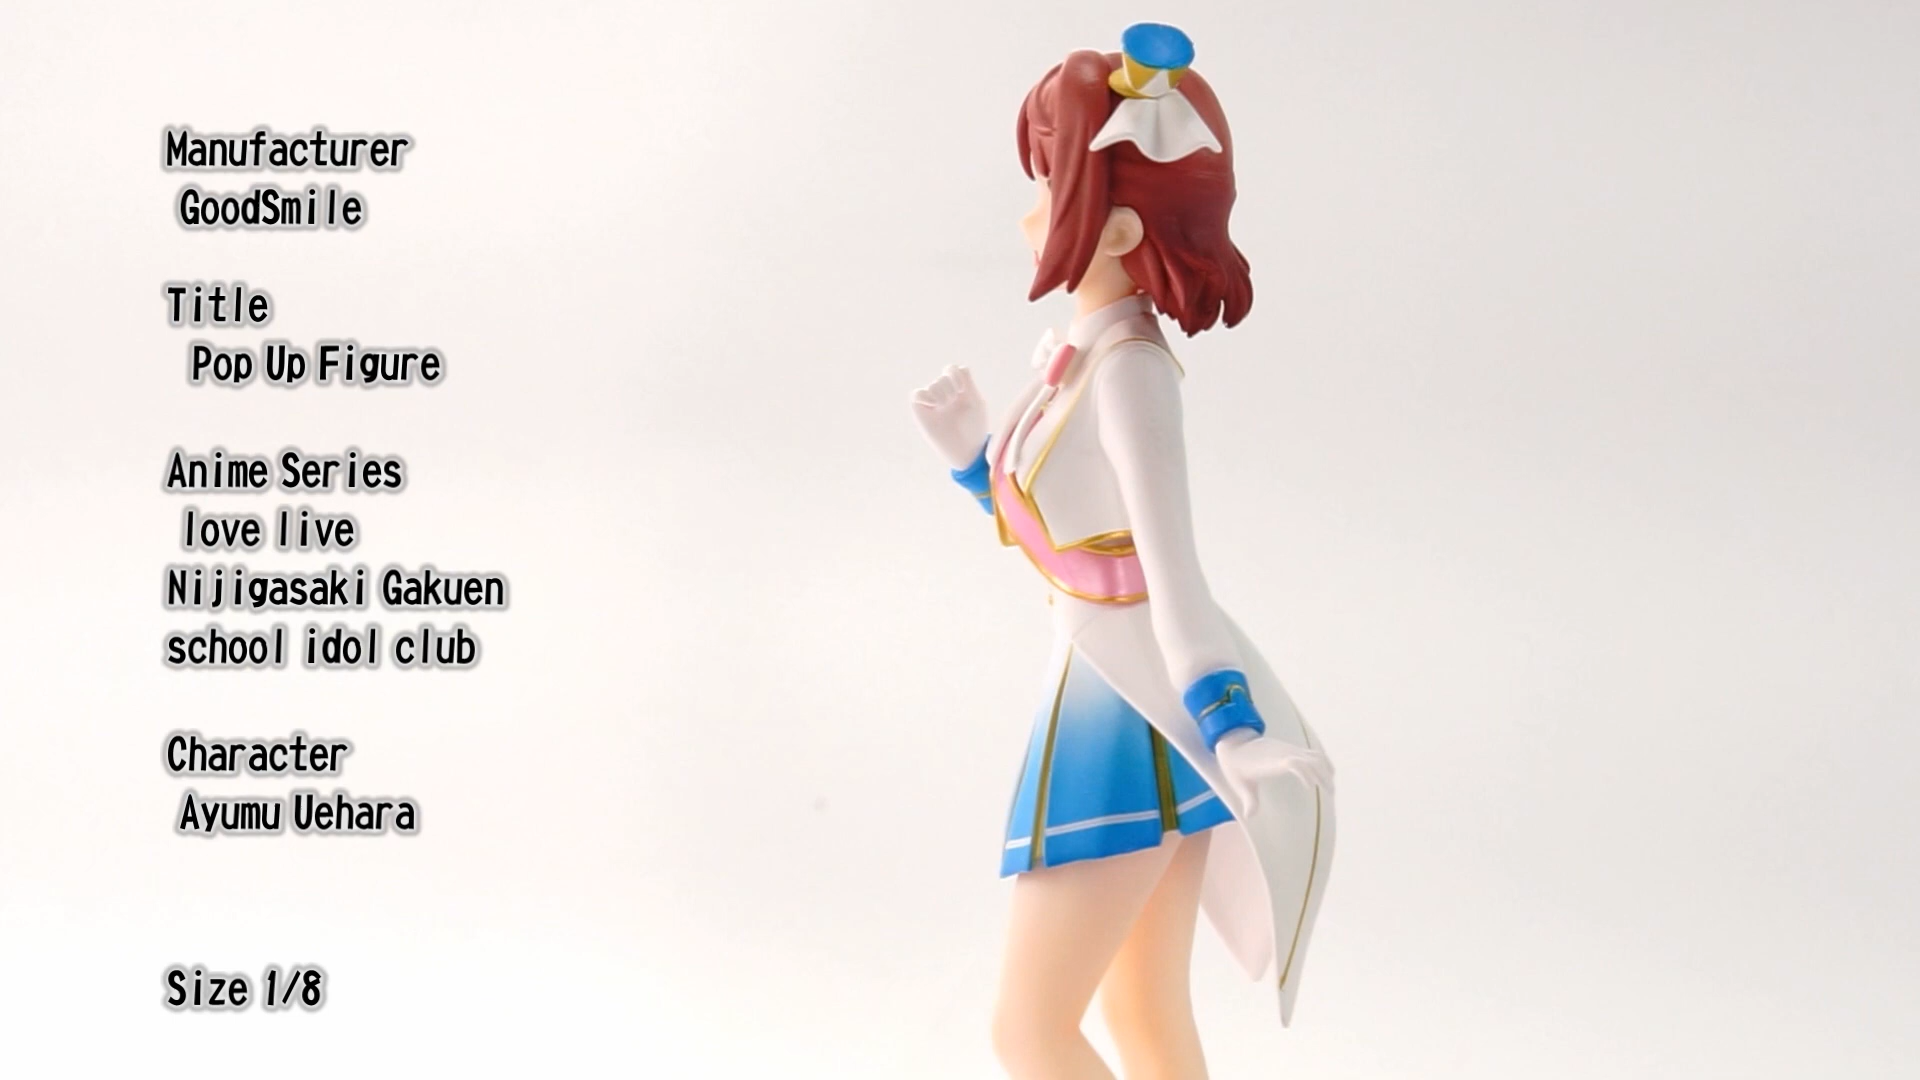 Manufacturer
GoodSmile
Title
Pop Up Figure
Anime Series
love live
Nijigasaki Gakuen
school idol club
Character
Ayumu Uehara
Size 1/8